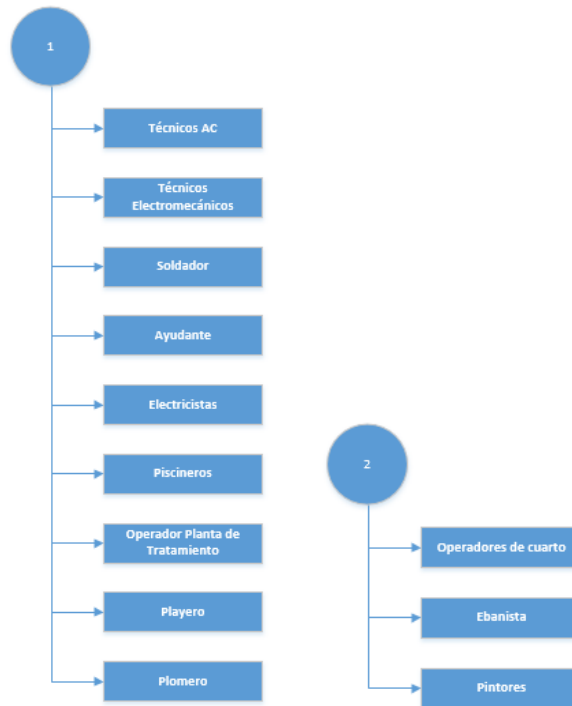 1
Técnicos AC
Técnicos
Electromecánicos
Soldador
Ayudante
Electricistas
Piscineros
Operador Planta de
Tratamiento
Playero
Plomero
2
Operadores de cuarto
Ebanista
Pintores